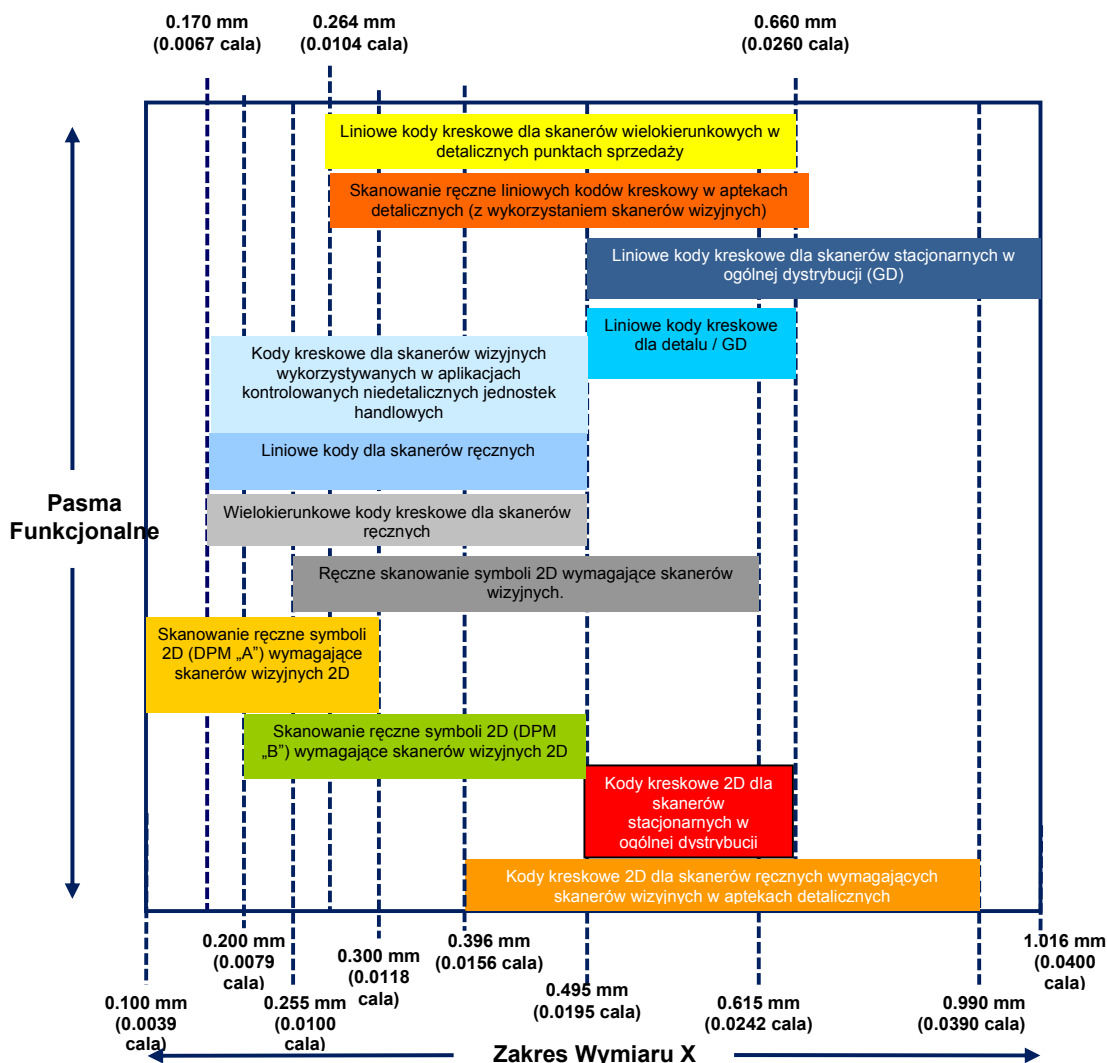 0.170 mm
(0.0067 cala)
0.264 mm
(0.0104 cala)
0.660 mm
(0.0260 cala)
Liniowe kody kreskowe dla skanerów wielokierunkowych w
detalicznych punktach sprzedaży
Skanowanie ręczne liniowych kodów kreskowy w aptekach
detalicznych (z wykorzystaniem skanerów wizyjnych)
Liniowe kody kreskowe dla skanerów stacjonarnych w
ogólnej dystrybucji (GD)
Liniowe kody kreskowe
dla detalu / GD
Kody kreskowe dla skanerów wizyjnych
wykorzystywanych w aplikacjach
kontrolowanych niedetalicznych jednostek
handlowych
Liniowe kody dla skanerów ręcznych
Pasma
Funkcjonalne
Wielokierunkowe kody kreskowe dla skanerów
ręcznych
Ręczne skanowanie symboli 2D wymagające skanerów
wizyjnych.
Skanowanie ręczne symboli
2D (DPM „A”) wymagające
skanerów wizyjnych 2D
Skanowanie ręczne symboli 2D (DPM
„B”) wymagające skanerów wizyjnych 2D
Kody kreskowe 2D dla
skanerów
stacjonarnych w
ogólnej dystrybucji
Kody kreskowe 2D dla skanerów ręcznych wymagających
skanerów wizyjnych w aptekach detalicznych
0.200 mm
(0.0079
cala)
0.300 mm
(0.0118
cala)
0.396 mm
(0.0156 cala)
1.016 mm
(0.0400
cala)
0.100 mm
(0.0039
cala)
0.255 mm
(0.0100
cala)
0.495 mm
(0.0195 cala)
0.615 mm
(0.0242 cala)
0.990 mm
(0.0390 cala)
Zakres Wymiaru X